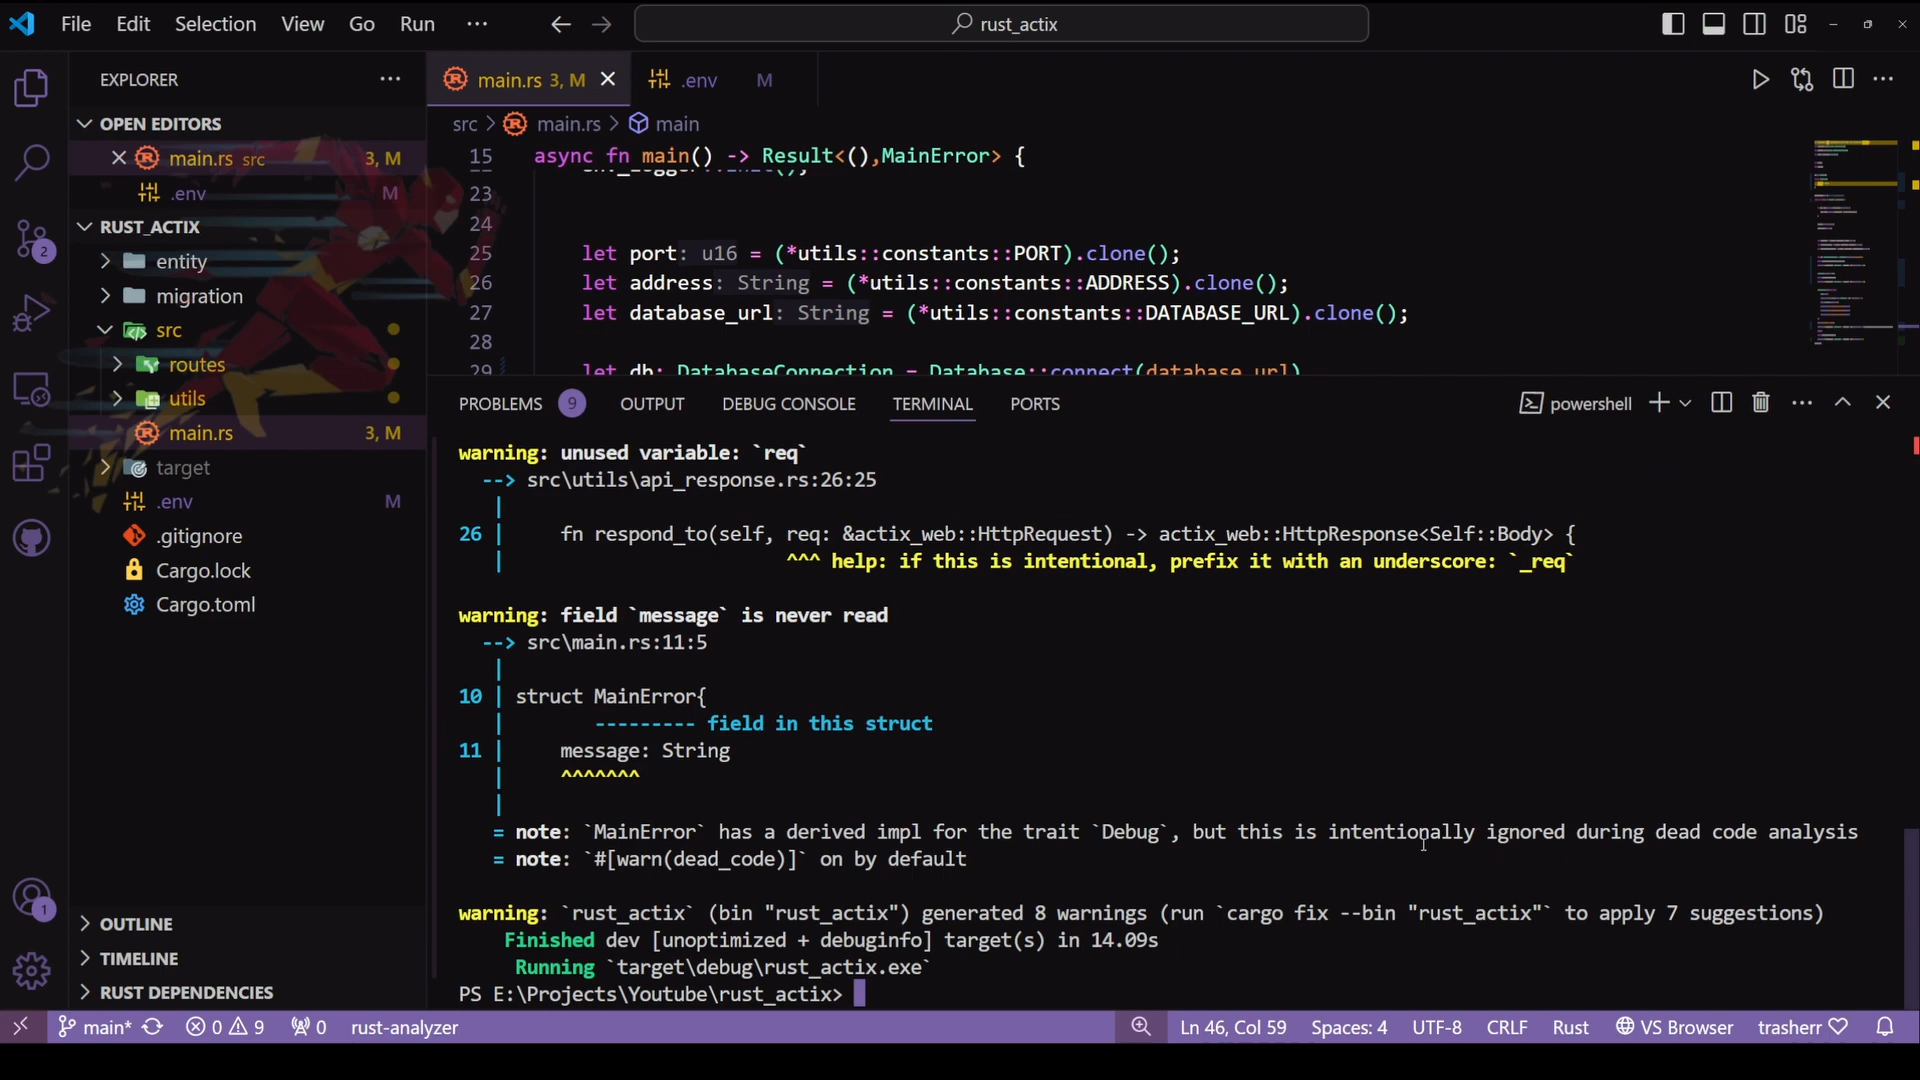 File Edit Selection View Go Run ···
rust_actix
EXPLORER
OPEN EDITORS
main.rs src 3, M
.env M
RUST_ACTIX
entity
migration
src
routes
utils
main.rs 3, M
target
.env M
.gitignore
Cargo.lock
Cargo.toml
OUTLINE
TIMELINE
RUST DEPENDENCIES
2
1
main.rs 3, M
.env M
src > main.rs > main
15 async fn main() -> Result<(),MainError> {
23
24
25 let port: u16 = (*utils::constants::PORT).clone();
26 let address: String = (*utils::constants::ADDRESS).clone();
27 let database_url: String = (*utils::constants::DATABASE_URL).clone();
28
29 let db: DatabaseConnection = Database::connect(database_url)
PROBLEMS 9 OUTPUT DEBUG CONSOLE TERMINAL PORTS
powershell
warning: unused variable: `req`
--> src\utils\api_response.rs:26:25
|
26 | fn respond_to(self, req: &actix_web::HttpRequest) -> actix_web::HttpResponse<Self::Body> {
| ^^^ help: if this is intentional, prefix it with an underscore: `_req`
warning: field `message` is never read
--> src\main.rs:11:5
|
10 | struct MainError{
| --------- field in this struct
11 | message: String
| ^^^^^^^
|
= note: `MainError` has a derived impl for the trait `Debug`, but this is intentionally ignored during dead code analysis
= note: `#[warn(dead_code)]` on by default
warning: `rust_actix` (bin "rust_actix") generated 8 warnings (run `cargo fix --bin "rust_actix"` to apply 7 suggestions)
Finished dev [unoptimized + debuginfo] target(s) in 14.09s
Running `target\debug\rust_actix.exe`
PS E:\Projects\Youtube\rust_actix>
main* 0 9 0 rust-analyzer
Ln 46, Col 59 Spaces: 4 UTF-8 CRLF Rust VS Browser trasherr